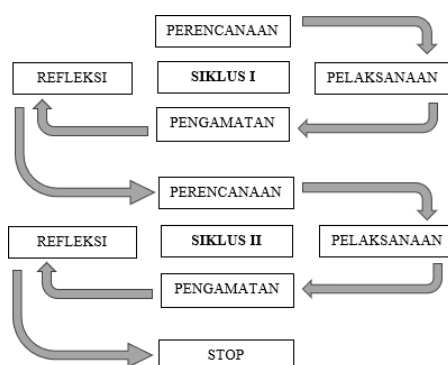 PERENCANAAN
REFLEKSI
SIKLUS I
PELAKSANAAN
PENGAMATAN
PERENCANAAN
REFLEKSI
SIKLUS II
PELAKSANAAN
PENGAMATAN
STOP